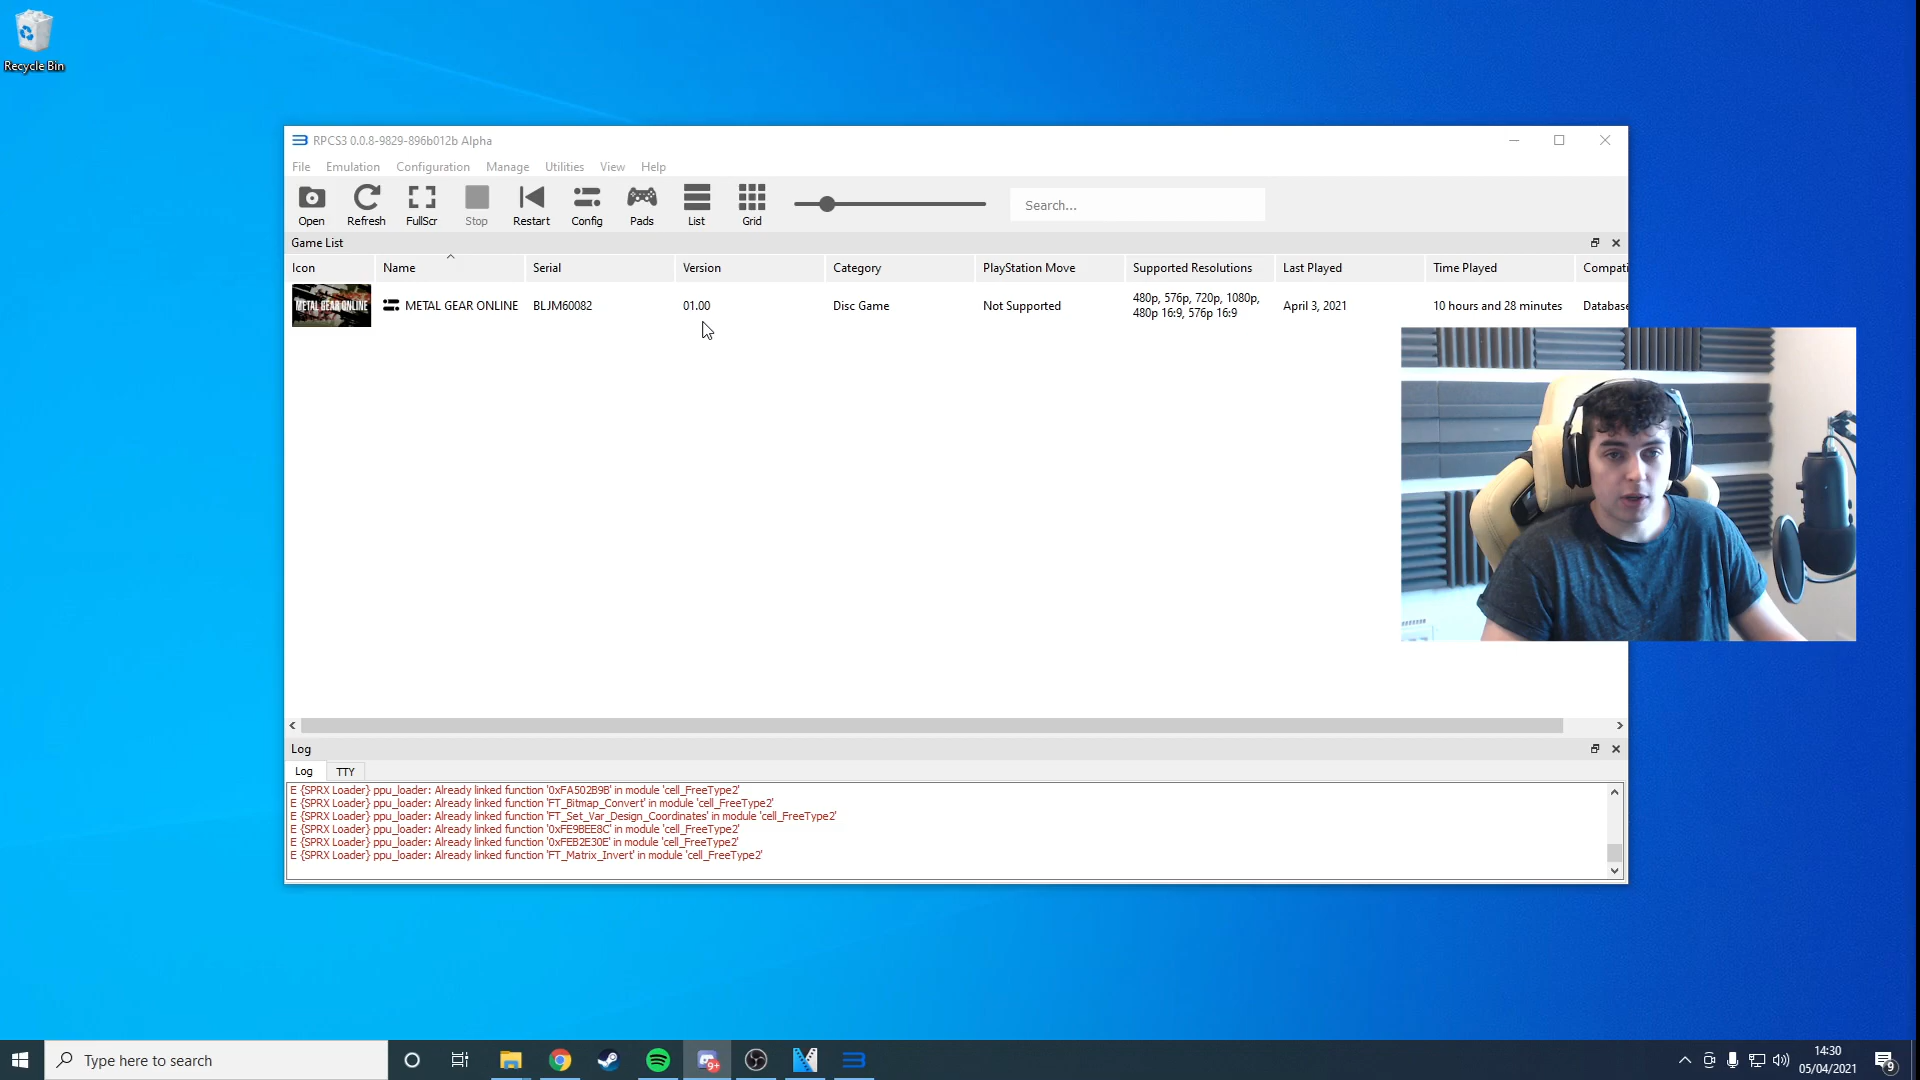 Recycle Bin
RPCS3 0.0.8-9829-896b012b Alpha
File Emulation Configuration Manage Utilities View Help
Open Refresh FullScr Stop Restart Config Pads List Grid Search...
Game List
Icon Name Serial Version Category PlayStation Move Supported Resolutions Last Played Time Played Compati
METAL GEAR ONLINE METAL GEAR ONLINE BLJM60082 01.00 Disc Game Not Supported 480p, 576p, 720p, 1080p, April 3, 2021 10 hours and 28 minutes Database
480p 16:9, 576p 16:9
Log
Log TTY
E {SPRX Loader} ppu_loader: Already linked function '0xFA502B9B' in module 'cell_FreeType2'
E {SPRX Loader} ppu_loader: Already linked function 'FT_Bitmap_Convert' in module 'cell_FreeType2'
E {SPRX Loader} ppu_loader: Already linked function 'FT_Set_Var_Design_Coordinates' in module 'cell_FreeType2'
E {SPRX Loader} ppu_loader: Already linked function '0xFE9BEE8C' in module 'cell_FreeType2'
E {SPRX Loader} ppu_loader: Already linked function '0xFEB2E30E' in module 'cell_FreeType2'
E {SPRX Loader} ppu_loader: Already linked function 'FT_Matrix_Invert' in module 'cell_FreeType2'
Type here to search
9+
14:30
05/04/2021
9